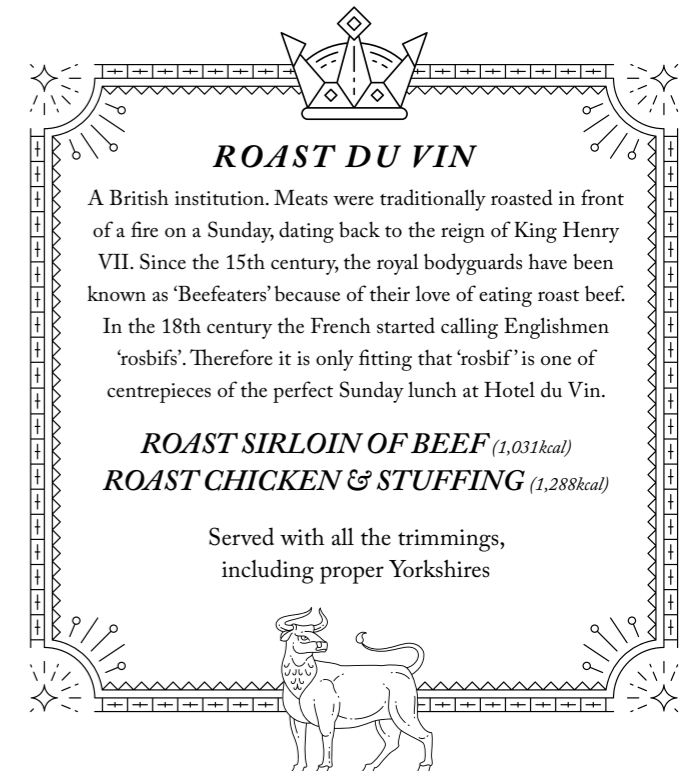 ROAST DU VIN
A British institution. Meats were traditionally roasted in front
of a fire on a Sunday, dating back to the reign of King Henry
VII. Since the 15th century, the royal bodyguards have been
known as ‘Beefeaters’ because of their love of eating roast beef.
In the 18th century the French started calling Englishmen
‘rosbifs’. Therefore it is only fitting that ‘rosbif’ is one of
centrepieces of the perfect Sunday lunch at Hotel du Vin.
ROAST SIRLOIN OF BEEF (1,031kcal)
ROAST CHICKEN & STUFFING (1,288kcal)
Served with all the trimmings,
including proper Yorkshires